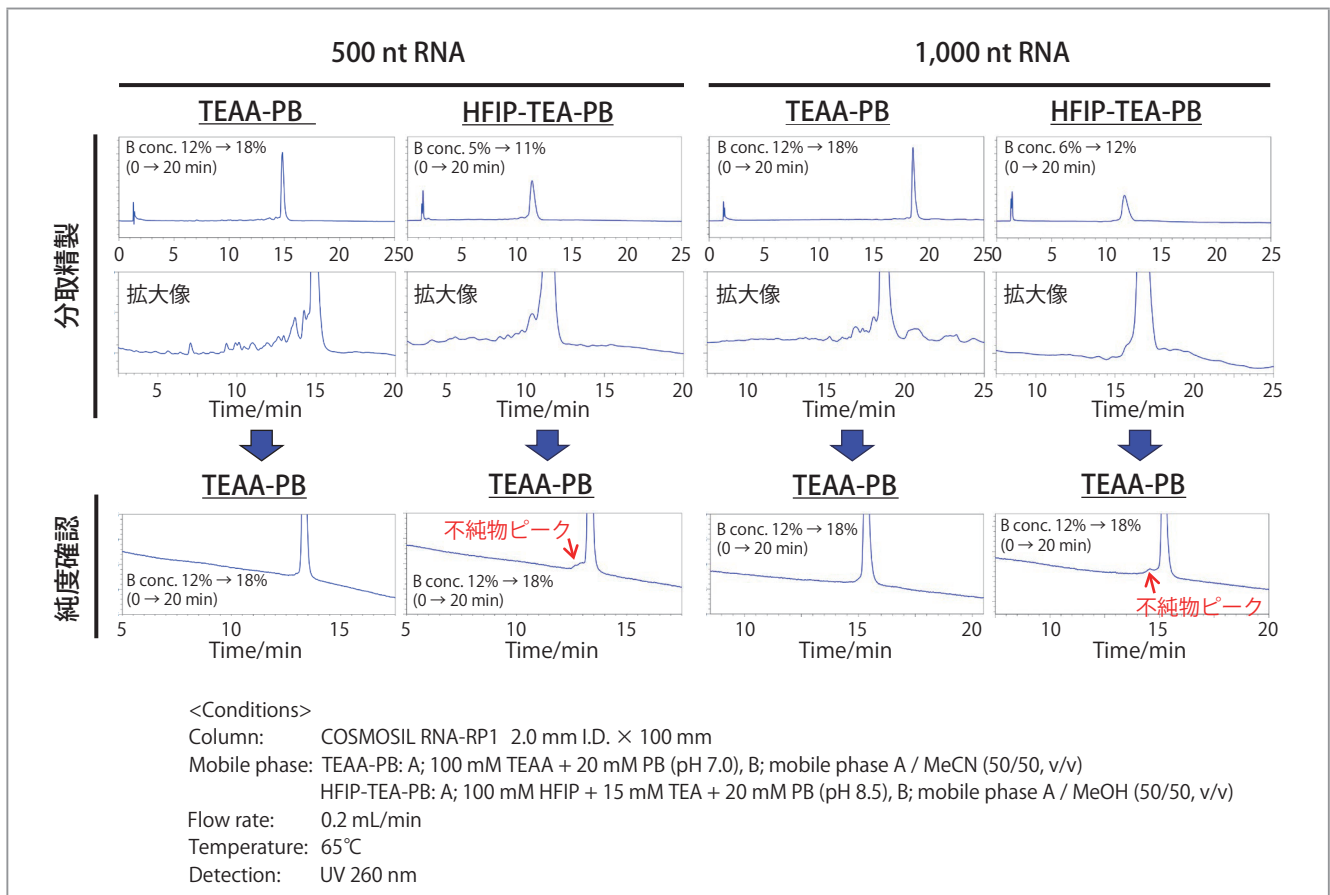 500 nt RNA
1,000 nt RNA
TEAA-PB
HFIP-TEA-PB
TEAA-PB
HFIP-TEA-PB
分取精製
B conc. 12% → 18%
(0 → 20 min)
B conc. 5% → 11%
(0 → 20 min)
B conc. 12% → 18%
(0 → 20 min)
B conc. 6% → 12%
(0 → 20 min)
0 5 10 15 20 25
0 5 10 15 20 25
0 5 10 15 20 25
0 5 10 15 20 25
拡大像
拡大像
拡大像
拡大像
5 10 15 20
5 10 15 20
10 15 20 25
10 15 20 25
Time/min
Time/min
Time/min
Time/min
TEAA-PB
TEAA-PB
TEAA-PB
TEAA-PB
純度確認
B conc. 12% → 18%
(0 → 20 min)
不純物ピーク
B conc. 12% → 18%
(0 → 20 min)
B conc. 12% → 18%
(0 → 20 min)
B conc. 12% → 18%
(0 → 20 min)
不純物ピーク
5 10 15
5 10 15
10 15 20
10 15 20
Time/min
Time/min
Time/min
Time/min
<Conditions>
Column: COSMOSIL RNA-RP1 2.0 mm I.D. × 100 mm
Mobile phase: TEAA-PB: A; 100 mM TEAA + 20 mM PB (pH 7.0), B; mobile phase A / MeCN (50/50, v/v)
HFIP-TEA-PB: A; 100 mM HFIP + 15 mM TEA + 20 mM PB (pH 8.5), B; mobile phase A / MeOH (50/50, v/v)
Flow rate: 0.2 mL/min
Temperature: 65℃
Detection: UV 260 nm